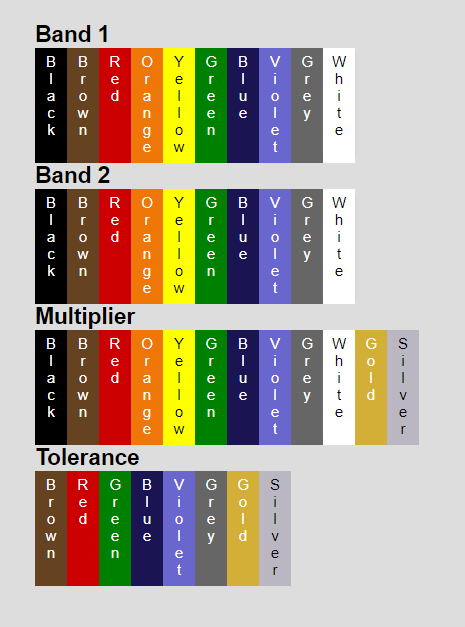 Band 1
Black Brown Red Orange Yellow Green Blue Violet Grey White
Band 2
Black Brown Red Orange Yellow Green Blue Violet Grey White
Multiplier
Black Brown Red Orange Yellow Green Blue Violet Grey White Gold Silver
Tolerance
Brown Red Green Blue Violet Grey Gold Silver